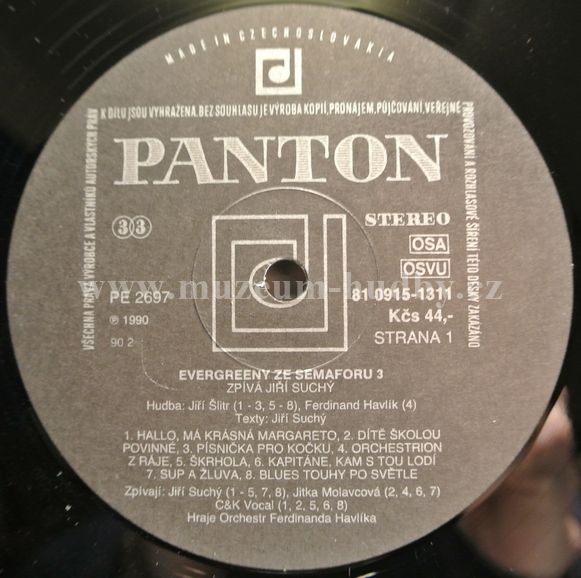 MADE IN CZECHOSLOVAKIA
VŠECHNA PRÁVA VÝROBCE A VLASTNÍKŮ AUTORSKÝCH PRÁV
K DÍLU JSOU VYHRAŽENA. BEZ SOUHLASU JE VÝROBA KOPIÍ, PRONÁJEM, PŮJČOVÁNÍ, VEŘEJNÉ
PROVOZOVÁNÍ A ROZHLASOVÉ ŠÍŘENÍ TÉTO DESKY ZAKÁZÁNO
PANTON
33
STEREO
OSA
OSVU
www.muzeum-hudby.cz
PE 2697
81 0915-1311
℗ 1990
Kčs 44,-
90 2
STRANA 1
EVERGREENY ZE SEMAFORU 3
ZPÍVÁ JIŘÍ SUCHÝ
Hudba: Jiří Šlitr (1 - 3, 5 - 8), Ferdinand Havlík (4)
Texty: Jiří Suchý
1. HALLO, MÁ KRÁSNÁ MARGARETO, 2. DÍTĚ ŠKOLOU
POVINNÉ, 3. PÍSNIČKA PRO KOČKU, 4. ORCHESTRION
Z RÁJE, 5. ŠKRHOLA, 6. KAPITÁNE, KAM S TOU LODÍ
7. SUP A ŽLUVA, 8. BLUES TOUHY PO SVĚTLE
Zpívají: Jiří Suchý (1 - 5, 7, 8), Jitka Molavcová (2, 4, 6, 7)
C&K Vocal (1, 2, 5, 6, 8)
Hraje Orchestr Ferdinanda Havlíka